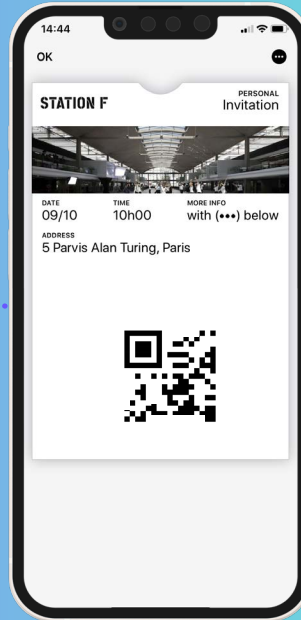 14:44
OK
STATION F
PERSONAL
Invitation
DATE
09/10
TIME
10h00
MORE INFO
with (•••) below
ADDRESS
5 Parvis Alan Turing, Paris